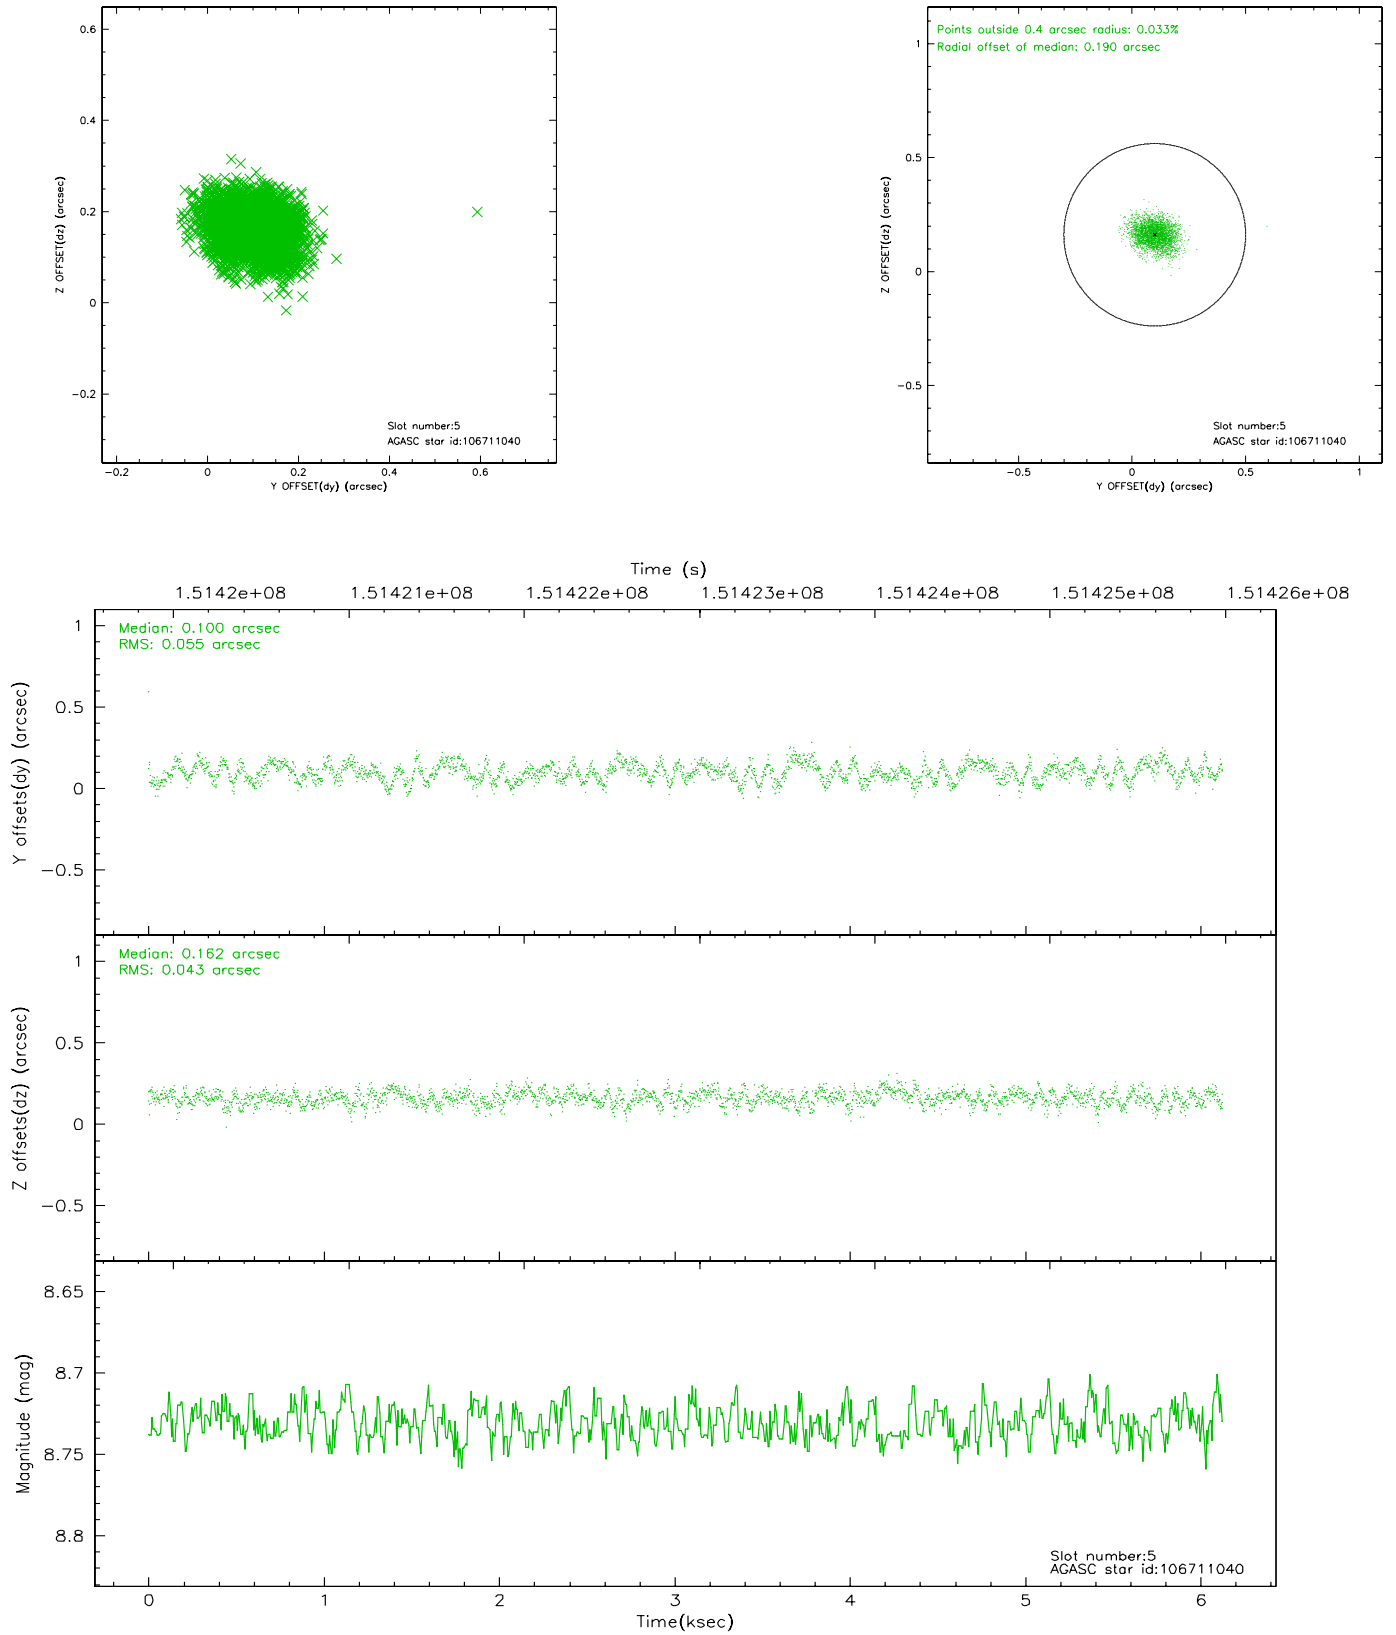 0.6
0.4
0.2
0
−0.2
Z OFFSET(dz) (arcsec)
Slot number:5
AGASC star id:106711040
−0.2 0 0.2 0.4 0.6
Y OFFSET(dy) (arcsec)
Points outside 0.4 arcsec radius: 0.033%
Radial offset of median: 0.190 arcsec
1
0.5
0
−0.5
Z OFFSET(dz) (arcsec)
Slot number:5
AGASC star id:106711040
−0.5 0 0.5 1
Y OFFSET(dy) (arcsec)
Time (s)
1.5142e+08 1.51421e+08 1.51422e+08 1.51423e+08 1.51424e+08 1.51425e+08 1.51426e+08
Median: 0.100 arcsec
RMS: 0.055 arcsec
1
0.5
0
−0.5
Y offsets(dy) (arcsec)
Median: 0.162 arcsec
RMS: 0.043 arcsec
1
0.5
0
−0.5
Z offsets(dz) (arcsec)
8.65
8.7
8.75
8.8
Magnitude (mag)
Slot number:5
AGASC star id:106711040
0 1 2 3 4 5 6
Time(ksec)